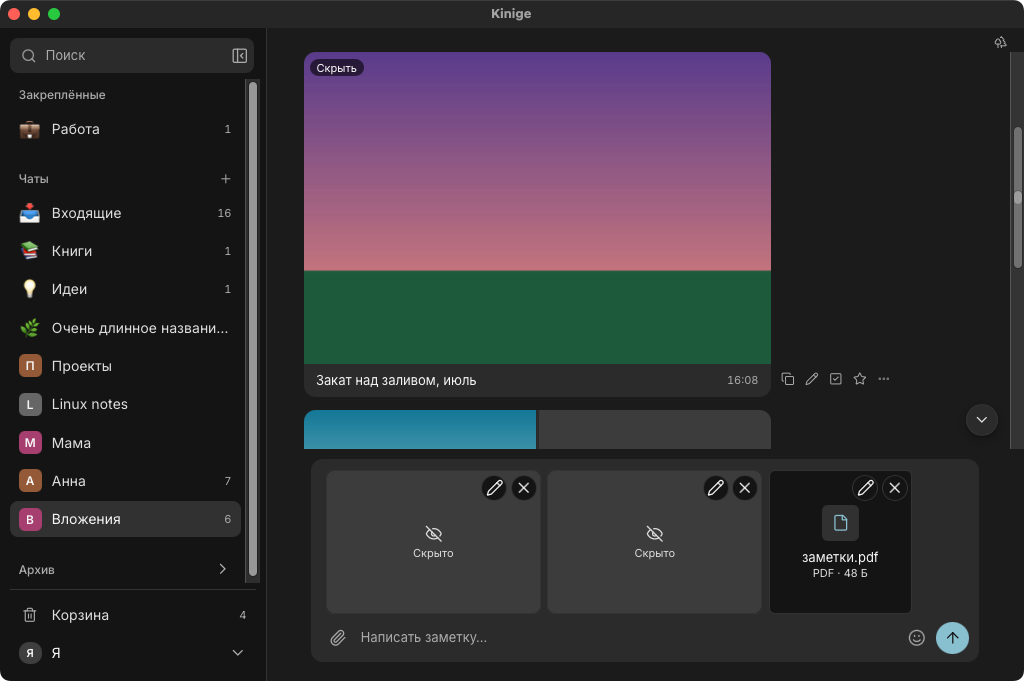 Kinige
Поиск
Закреплённые
Работа 1
Чаты
Входящие 16
Книги 1
Идеи 1
Очень длинное названи...
П Проекты
L Linux notes
М Мама
А Анна 7
В Вложения 6
Архив
Корзина 4
Я Я
Скрыть
Закат над заливом, июль 16:08
Скрыто
Скрыто
заметки.pdf
PDF · 48 Б
Написать заметку...